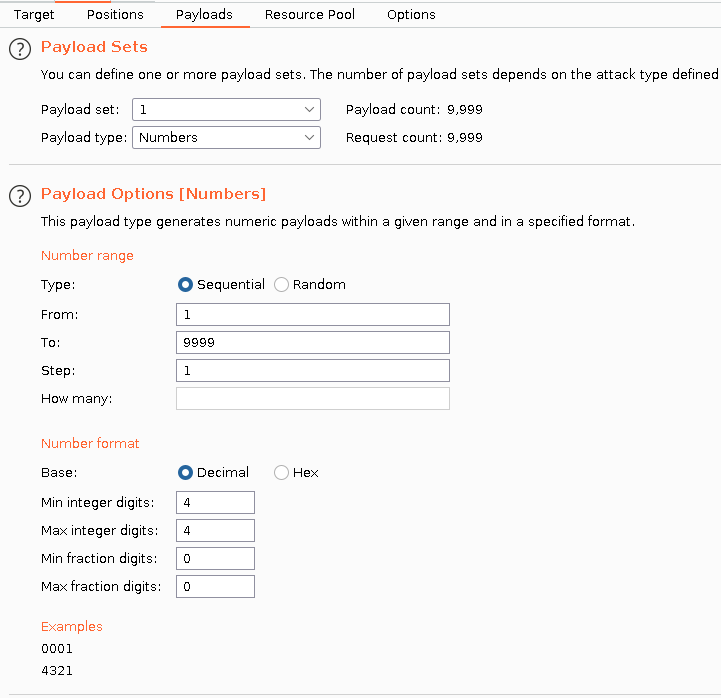 Target Positions Payloads Resource Pool Options
? Payload Sets
You can define one or more payload sets. The number of payload sets depends on the attack type defined
Payload set: 1 Payload count: 9,999
Payload type: Numbers Request count: 9,999
? Payload Options [Numbers]
This payload type generates numeric payloads within a given range and in a specified format.
Number range
Type: Sequential Random
From: 1
To: 9999
Step: 1
How many:
Number format
Base: Decimal Hex
Min integer digits: 4
Max integer digits: 4
Min fraction digits: 0
Max fraction digits: 0
Examples
0001
4321